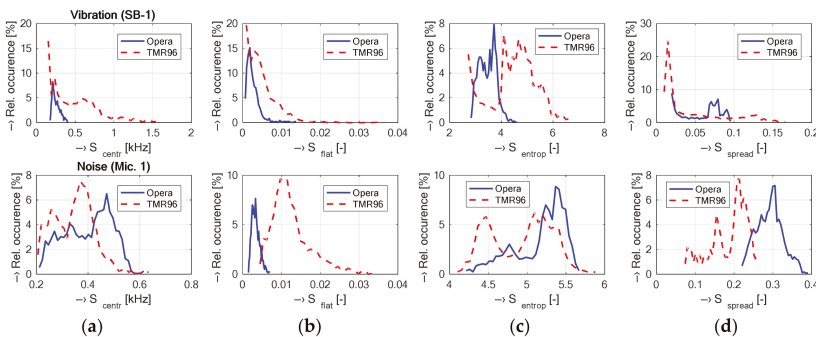 Vibration (SB-1)
–> Rel. occurence [%]
20
15
10
5
0
0
0.5
1
1.5
2
–> S centr [kHz]
Opera
TMR96
–> Rel. occurence [%]
20
15
10
5
0
0
0.01
0.02
0.03
0.04
–> S flat [-]
Opera
TMR96
–> Rel. occurence [%]
8
6
4
2
0
2
4
6
8
–> S entrop [-]
Opera
TMR96
–> Rel. occurence [%]
30
20
10
0
0
0.05
0.1
0.15
0.2
–> S spread [-]
Opera
TMR96
Noise (Mic. 1)
–> Rel. occurence [%]
8
6
4
2
0
0.2
0.4
0.6
0.8
–> S centr [kHz]
Opera
TMR96
–> Rel. occurence [%]
10
5
0
0
0.01
0.02
0.03
0.04
–> S flat [-]
Opera
TMR96
–> Rel. occurence [%]
10
5
0
4
4.5
5
5.5
6
–> S entrop [-]
Opera
TMR96
–> Rel. occurence [%]
8
6
4
2
0
0
0.1
0.2
0.3
0.4
–> S spread [-]
Opera
TMR96
(a)
(b)
(c)
(d)